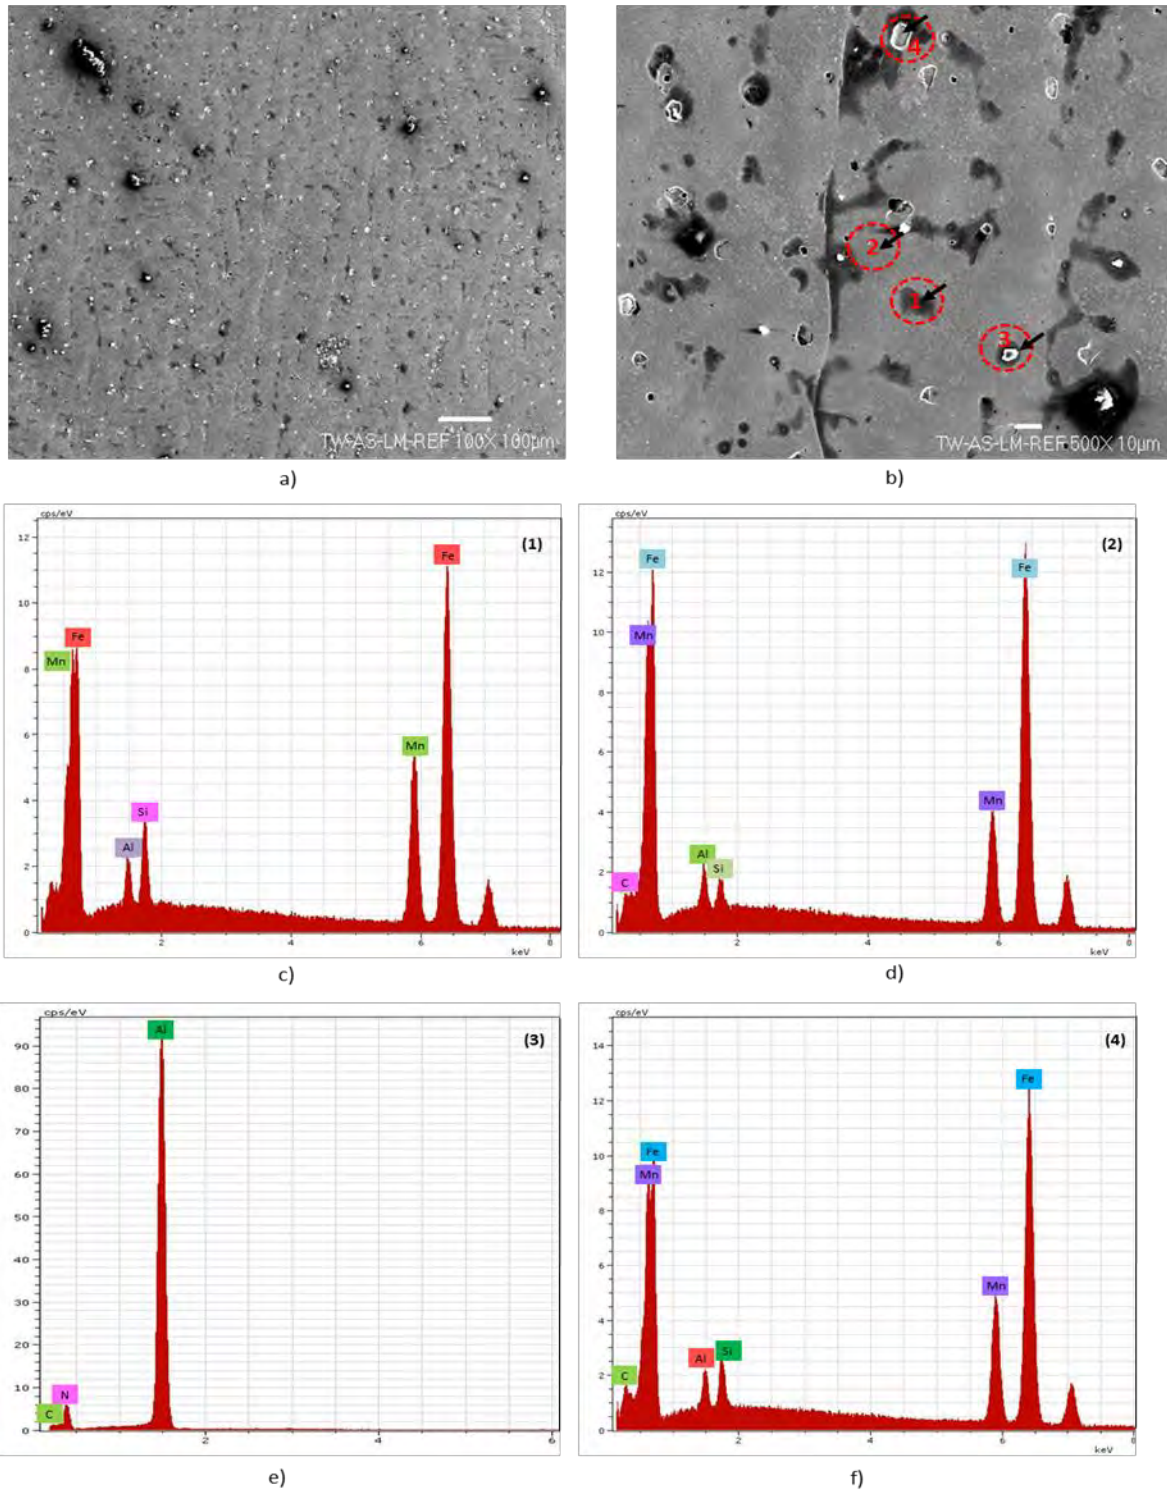 TW-AS-LM-REF 100X 100µm
a)
4
2
1
3
TW-AS-LM-REF 500X 10µm
b)
cps/eV
(1)
12
10
8
6
4
2
0
Mn
Fe
Al
Si
Mn
Fe
2
4
6
8
keV
c)
cps/eV
(2)
12
10
8
6
4
2
0
Fe
Mn
C
Al
Si
Mn
Fe
2
4
6
8
keV
d)
cps/eV
(3)
90
80
70
60
50
40
30
20
10
0
C
N
Al
2
4
6
e)
cps/eV
(4)
14
12
10
8
6
4
2
0
Fe
Mn
C
Al
Si
Mn
Fe
2
4
6
8
keV
f)